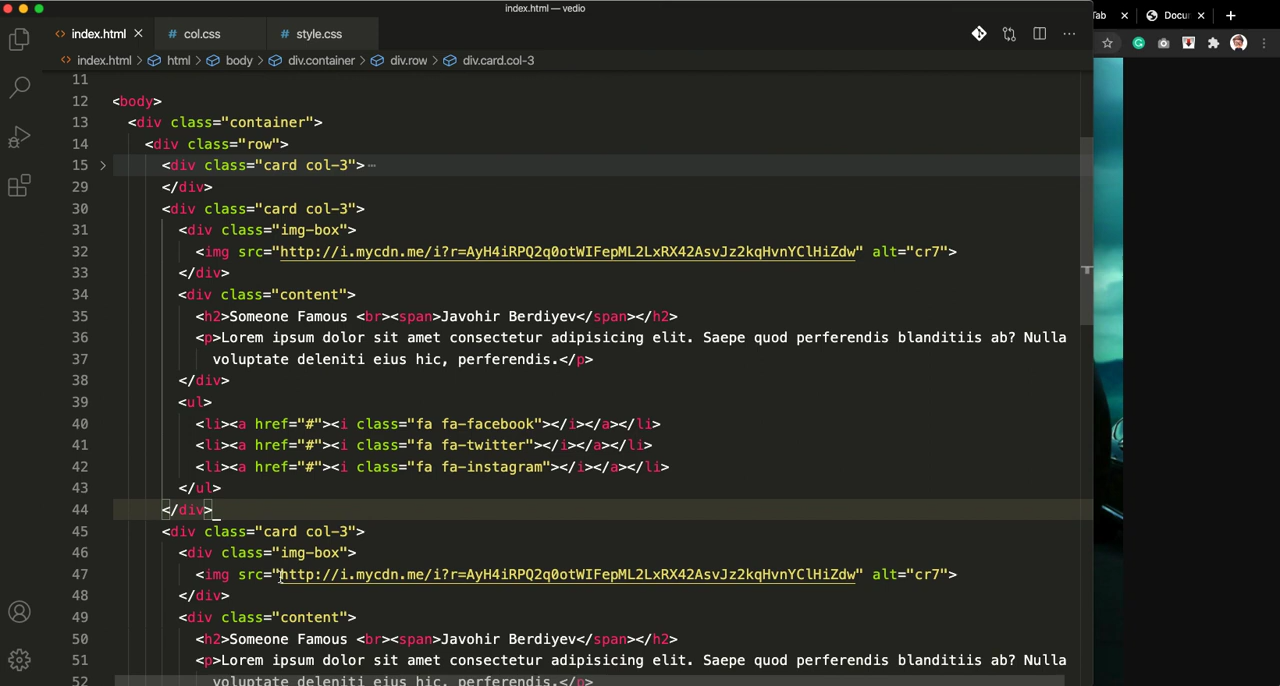 index.html — vedio
index.html
col.css
style.css
Tab
Docur
index.html > html > body > div.container > div.row > div.card.col-3
11
12 <body>
13 <div class="container">
14 <div class="row">
15 <div class="card col-3"> ⋯
29 </div>
30 <div class="card col-3">
31 <div class="img-box">
32 <img src="http://i.mycdn.me/i?r=AyH4iRPQ2q0otWIFepML2LxRX42AsvJz2kqHvnYClHiZdw" alt="cr7">
33 </div>
34 <div class="content">
35 <h2>Someone Famous <br><span>Javohir Berdiyev</span></h2>
36 <p>Lorem ipsum dolor sit amet consectetur adipisicing elit. Saepe quod perferendis blanditiis ab? Nulla
37 voluptate deleniti eius hic, perferendis.</p>
38 </div>
39 <ul>
40 <li><a href="#"><i class="fa fa-facebook"></i></a></li>
41 <li><a href="#"><i class="fa fa-twitter"></i></a></li>
42 <li><a href="#"><i class="fa fa-instagram"></i></a></li>
43 </ul>
44 </div>
45 <div class="card col-3">
46 <div class="img-box">
47 <img src="http://i.mycdn.me/i?r=AyH4iRPQ2q0otWIFepML2LxRX42AsvJz2kqHvnYClHiZdw" alt="cr7">
48 </div>
49 <div class="content">
50 <h2>Someone Famous <br><span>Javohir Berdiyev</span></h2>
51 <p>Lorem ipsum dolor sit amet consectetur adipisicing elit. Saepe quod perferendis blanditiis ab? Nulla
52 voluptate deleniti eius hic, perferendis.</p>